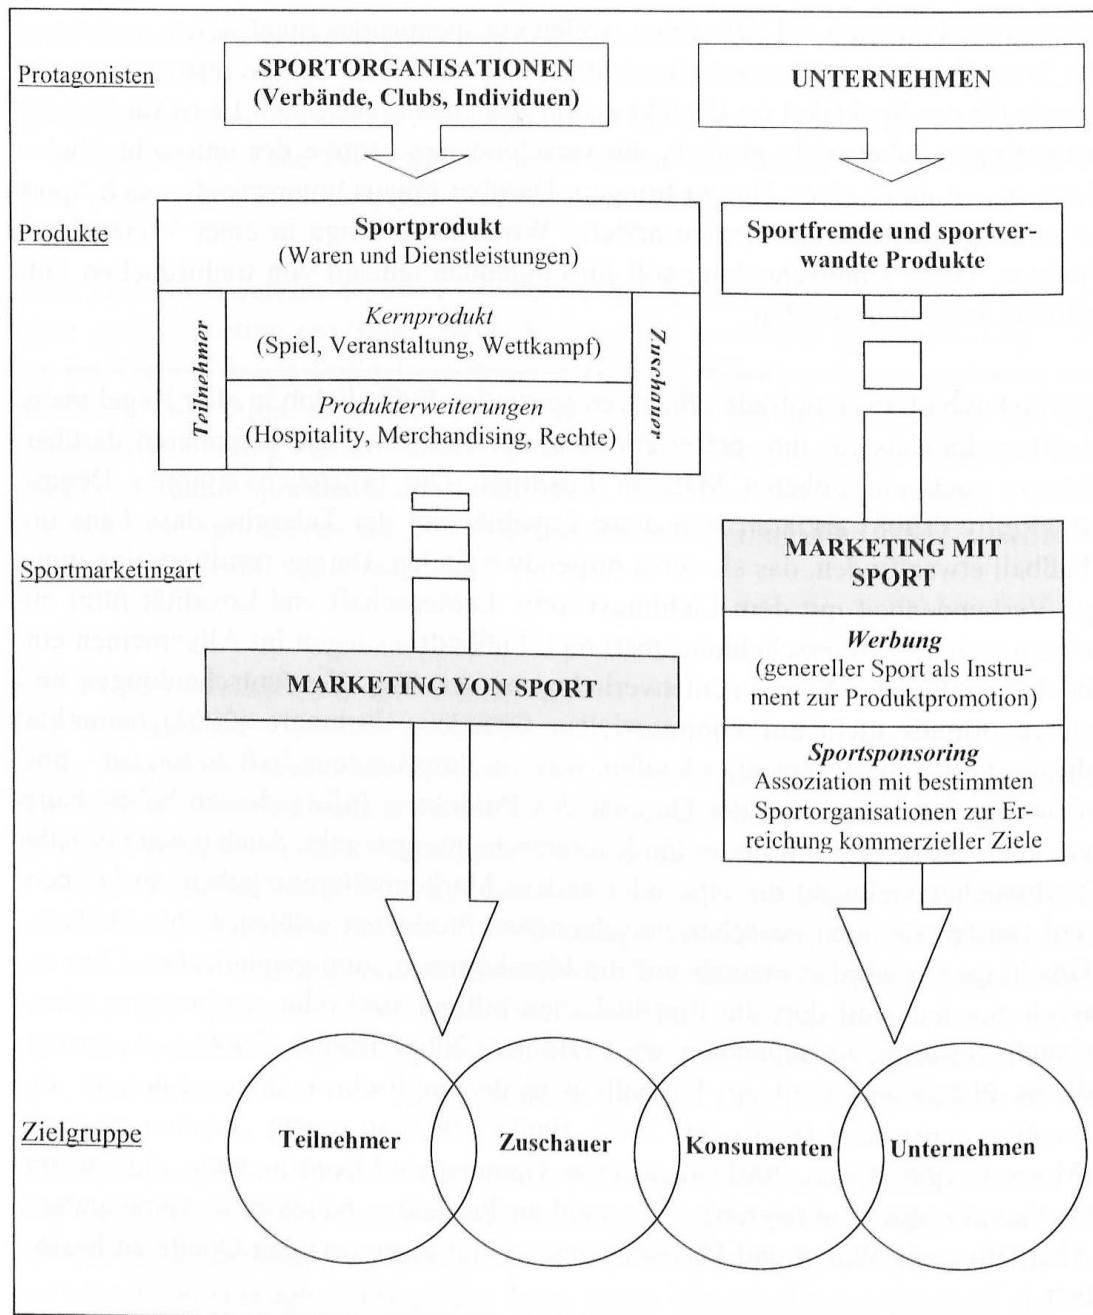 Protagonisten
SPORTORGANISATIONEN
(Verbände, Clubs, Individuen)
UNTERNEHMEN
Produkte
Sportprodukt
(Waren und Dienstleistungen)
Sportfremde und sportver-
wandte Produkte
Teilnehmer
Kernprodukt
(Spiel, Veranstaltung, Wettkampf)
Zuschauer
Produkterweiterungen
(Hospitality, Merchandising, Rechte)
Sportmarketingart
MARKETING MIT
SPORT
Werbung
(genereller Sport als Instru-
ment zur Produktpromotion)
MARKETING VON SPORT
Sportsponsoring
Assoziation mit bestimmten
Sportorganisationen zur Er-
reichung kommerzieller Ziele
Zielgruppe
Teilnehmer
Zuschauer
Konsumenten
Unternehmen